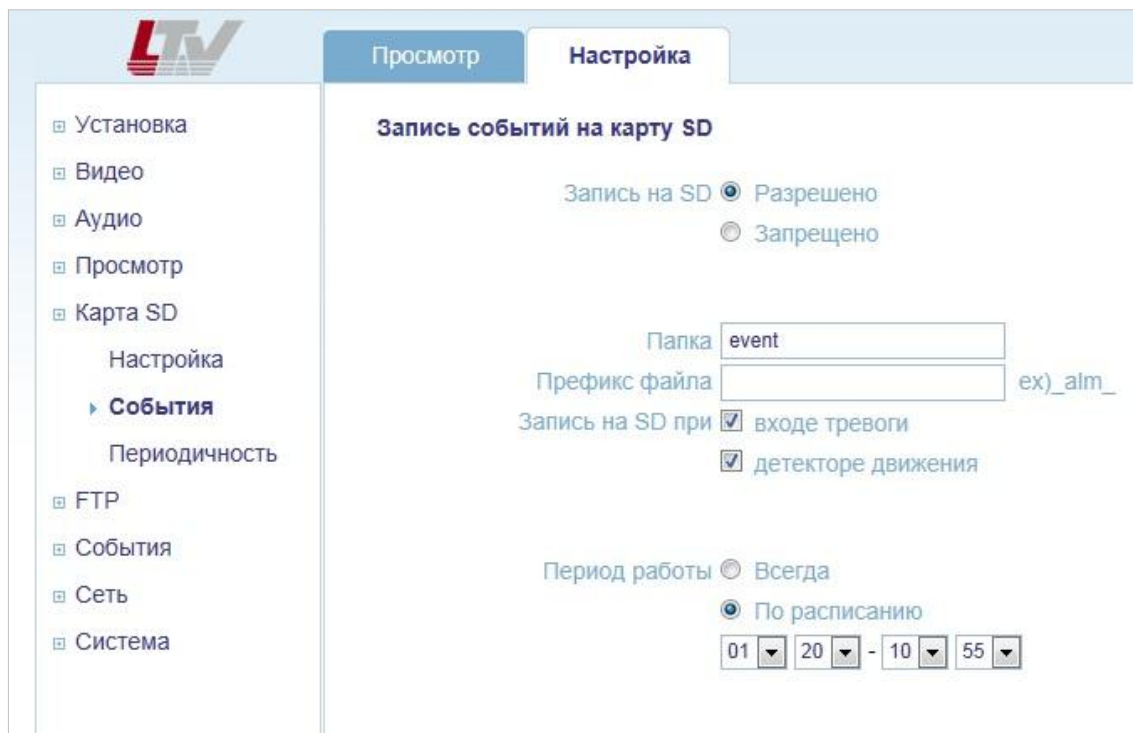 LTV
Просмотр
Настройка
Установка
Видео
Аудио
Просмотр
Карта SD
Настройка
События
Периодичность
FTP
События
Сеть
Система
Запись событий на карту SD
Запись на SD Разрешено
Запрещено
Папка event
Префикс файла ex)_alm_
Запись на SD при входе тревоги
детекторе движения
Период работы Всегда
По расписанию
01 20 - 10 55